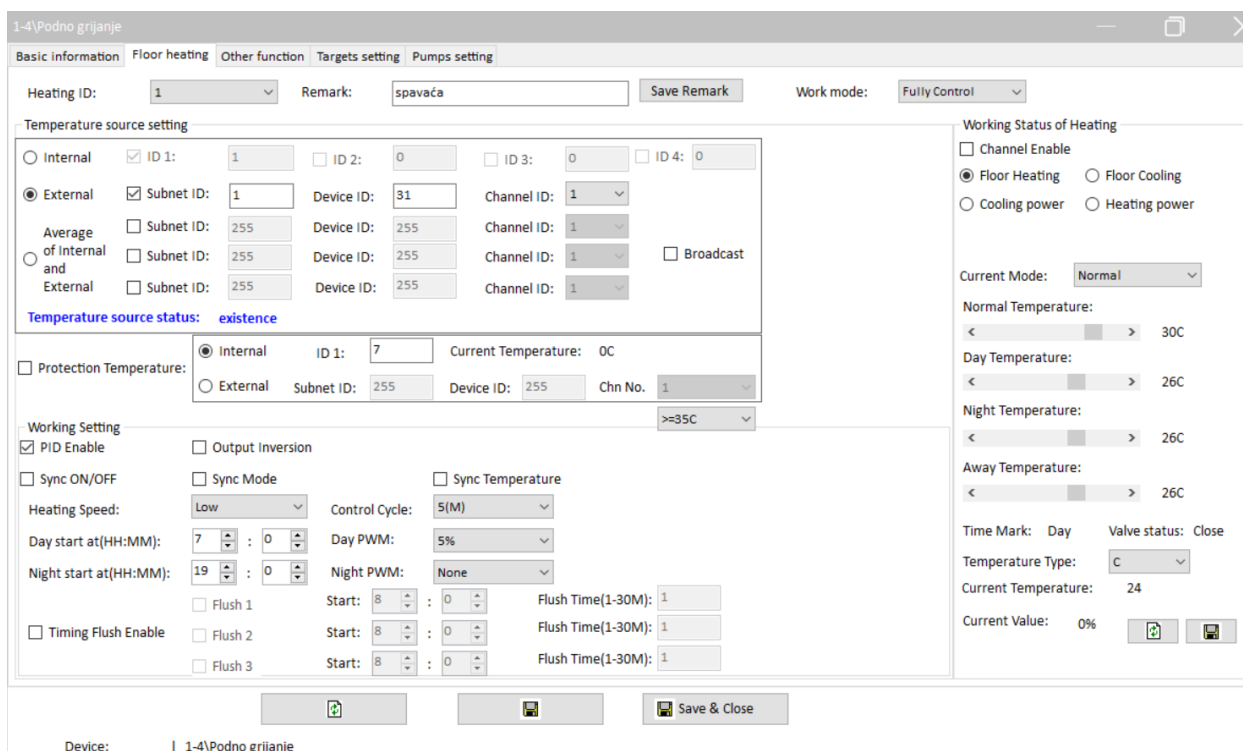 1-4\Podno grijanje
Basic information Floor heating Other function Targets setting Pumps setting
Heating ID: 1 Remark: spavaća Save Remark Work mode: Fully Control
Temperature source setting
Internal ID 1: 1 ID 2: 0 ID 3: 0 ID 4: 0
External Subnet ID: 1 Device ID: 31 Channel ID: 1
Average of Internal and External
Subnet ID: 255 Device ID: 255 Channel ID: 1
Subnet ID: 255 Device ID: 255 Channel ID: 1 Broadcast
Subnet ID: 255 Device ID: 255 Channel ID: 1
Temperature source status: existence
Protection Temperature:
Internal ID 1: 7 Current Temperature: 0C
External Subnet ID: 255 Device ID: 255 Chn No. 1
>=35C
Working Setting
PID Enable Output Inversion
Sync ON/OFF Sync Mode Sync Temperature
Heating Speed: Low Control Cycle: 5(M)
Day start at(HH:MM): 7 : 0 Day PWM: 5%
Night start at(HH:MM): 19 : 0 Night PWM: None
Timing Flush Enable
Flush 1 Start: 8 : 0 Flush Time(1-30M): 1
Flush 2 Start: 8 : 0 Flush Time(1-30M): 1
Flush 3 Start: 8 : 0 Flush Time(1-30M): 1
Working Status of Heating
Channel Enable
Floor Heating Floor Cooling
Cooling power Heating power
Current Mode: Normal
Normal Temperature:
30C
Day Temperature:
26C
Night Temperature:
26C
Away Temperature:
26C
Time Mark: Day Valve status: Close
Temperature Type: C
Current Temperature: 24
Current Value: 0%
Save & Close
Device: | 1-4\Podno grijanje